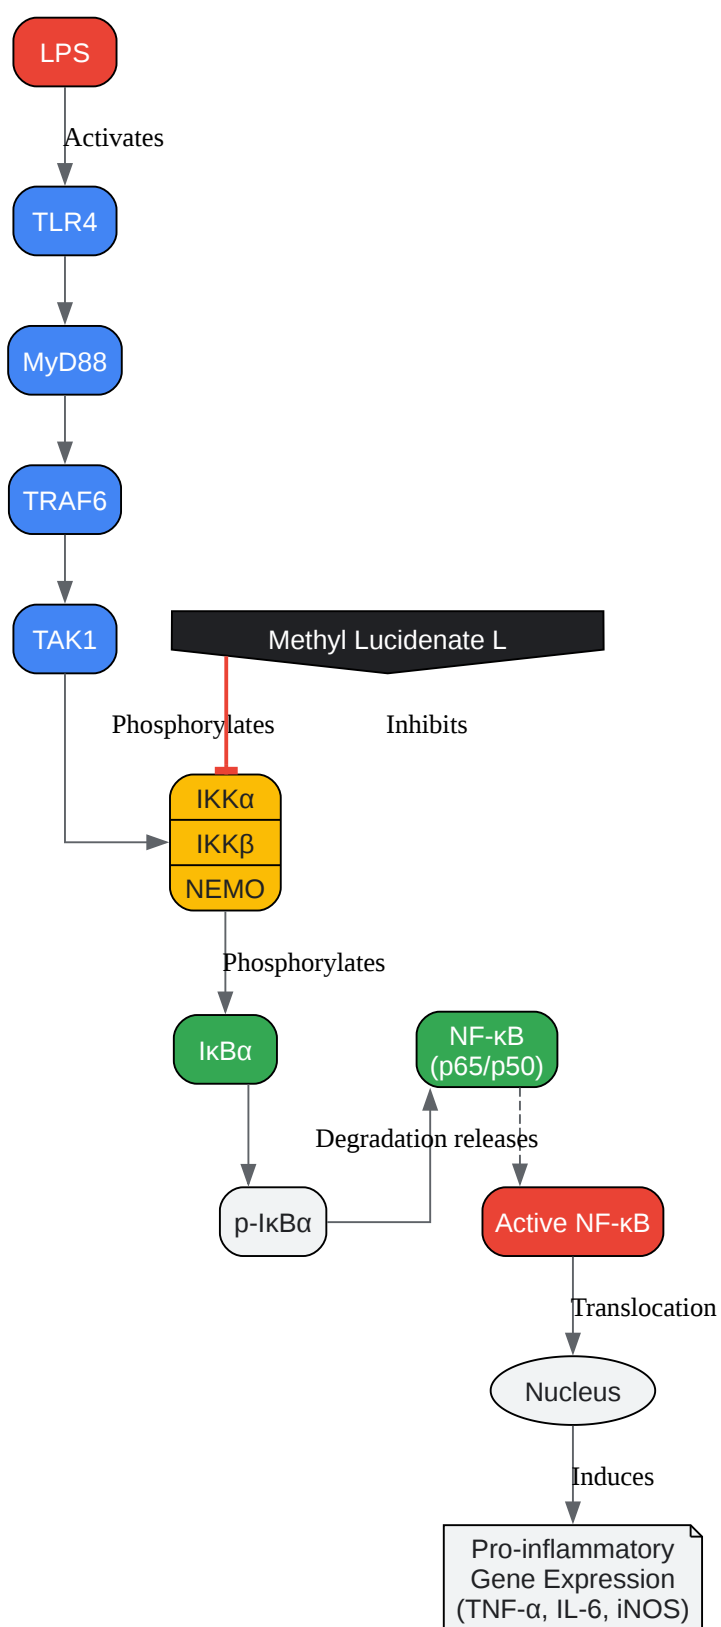 LPS
Activates
TLR4
MyD88
TRAF6
TAK1
Methyl Lucidenate L
Phosphorylates
Inhibits
IKKα
IKKβ
NEMO
Phosphorylates
IκBα
NF-κB
(p65/p50)
Degradation releases
p-IκBα
Active NF-κB
Translocation
Nucleus
Induces
Pro-inflammatory
Gene Expression
(TNF-α, IL-6, iNOS)